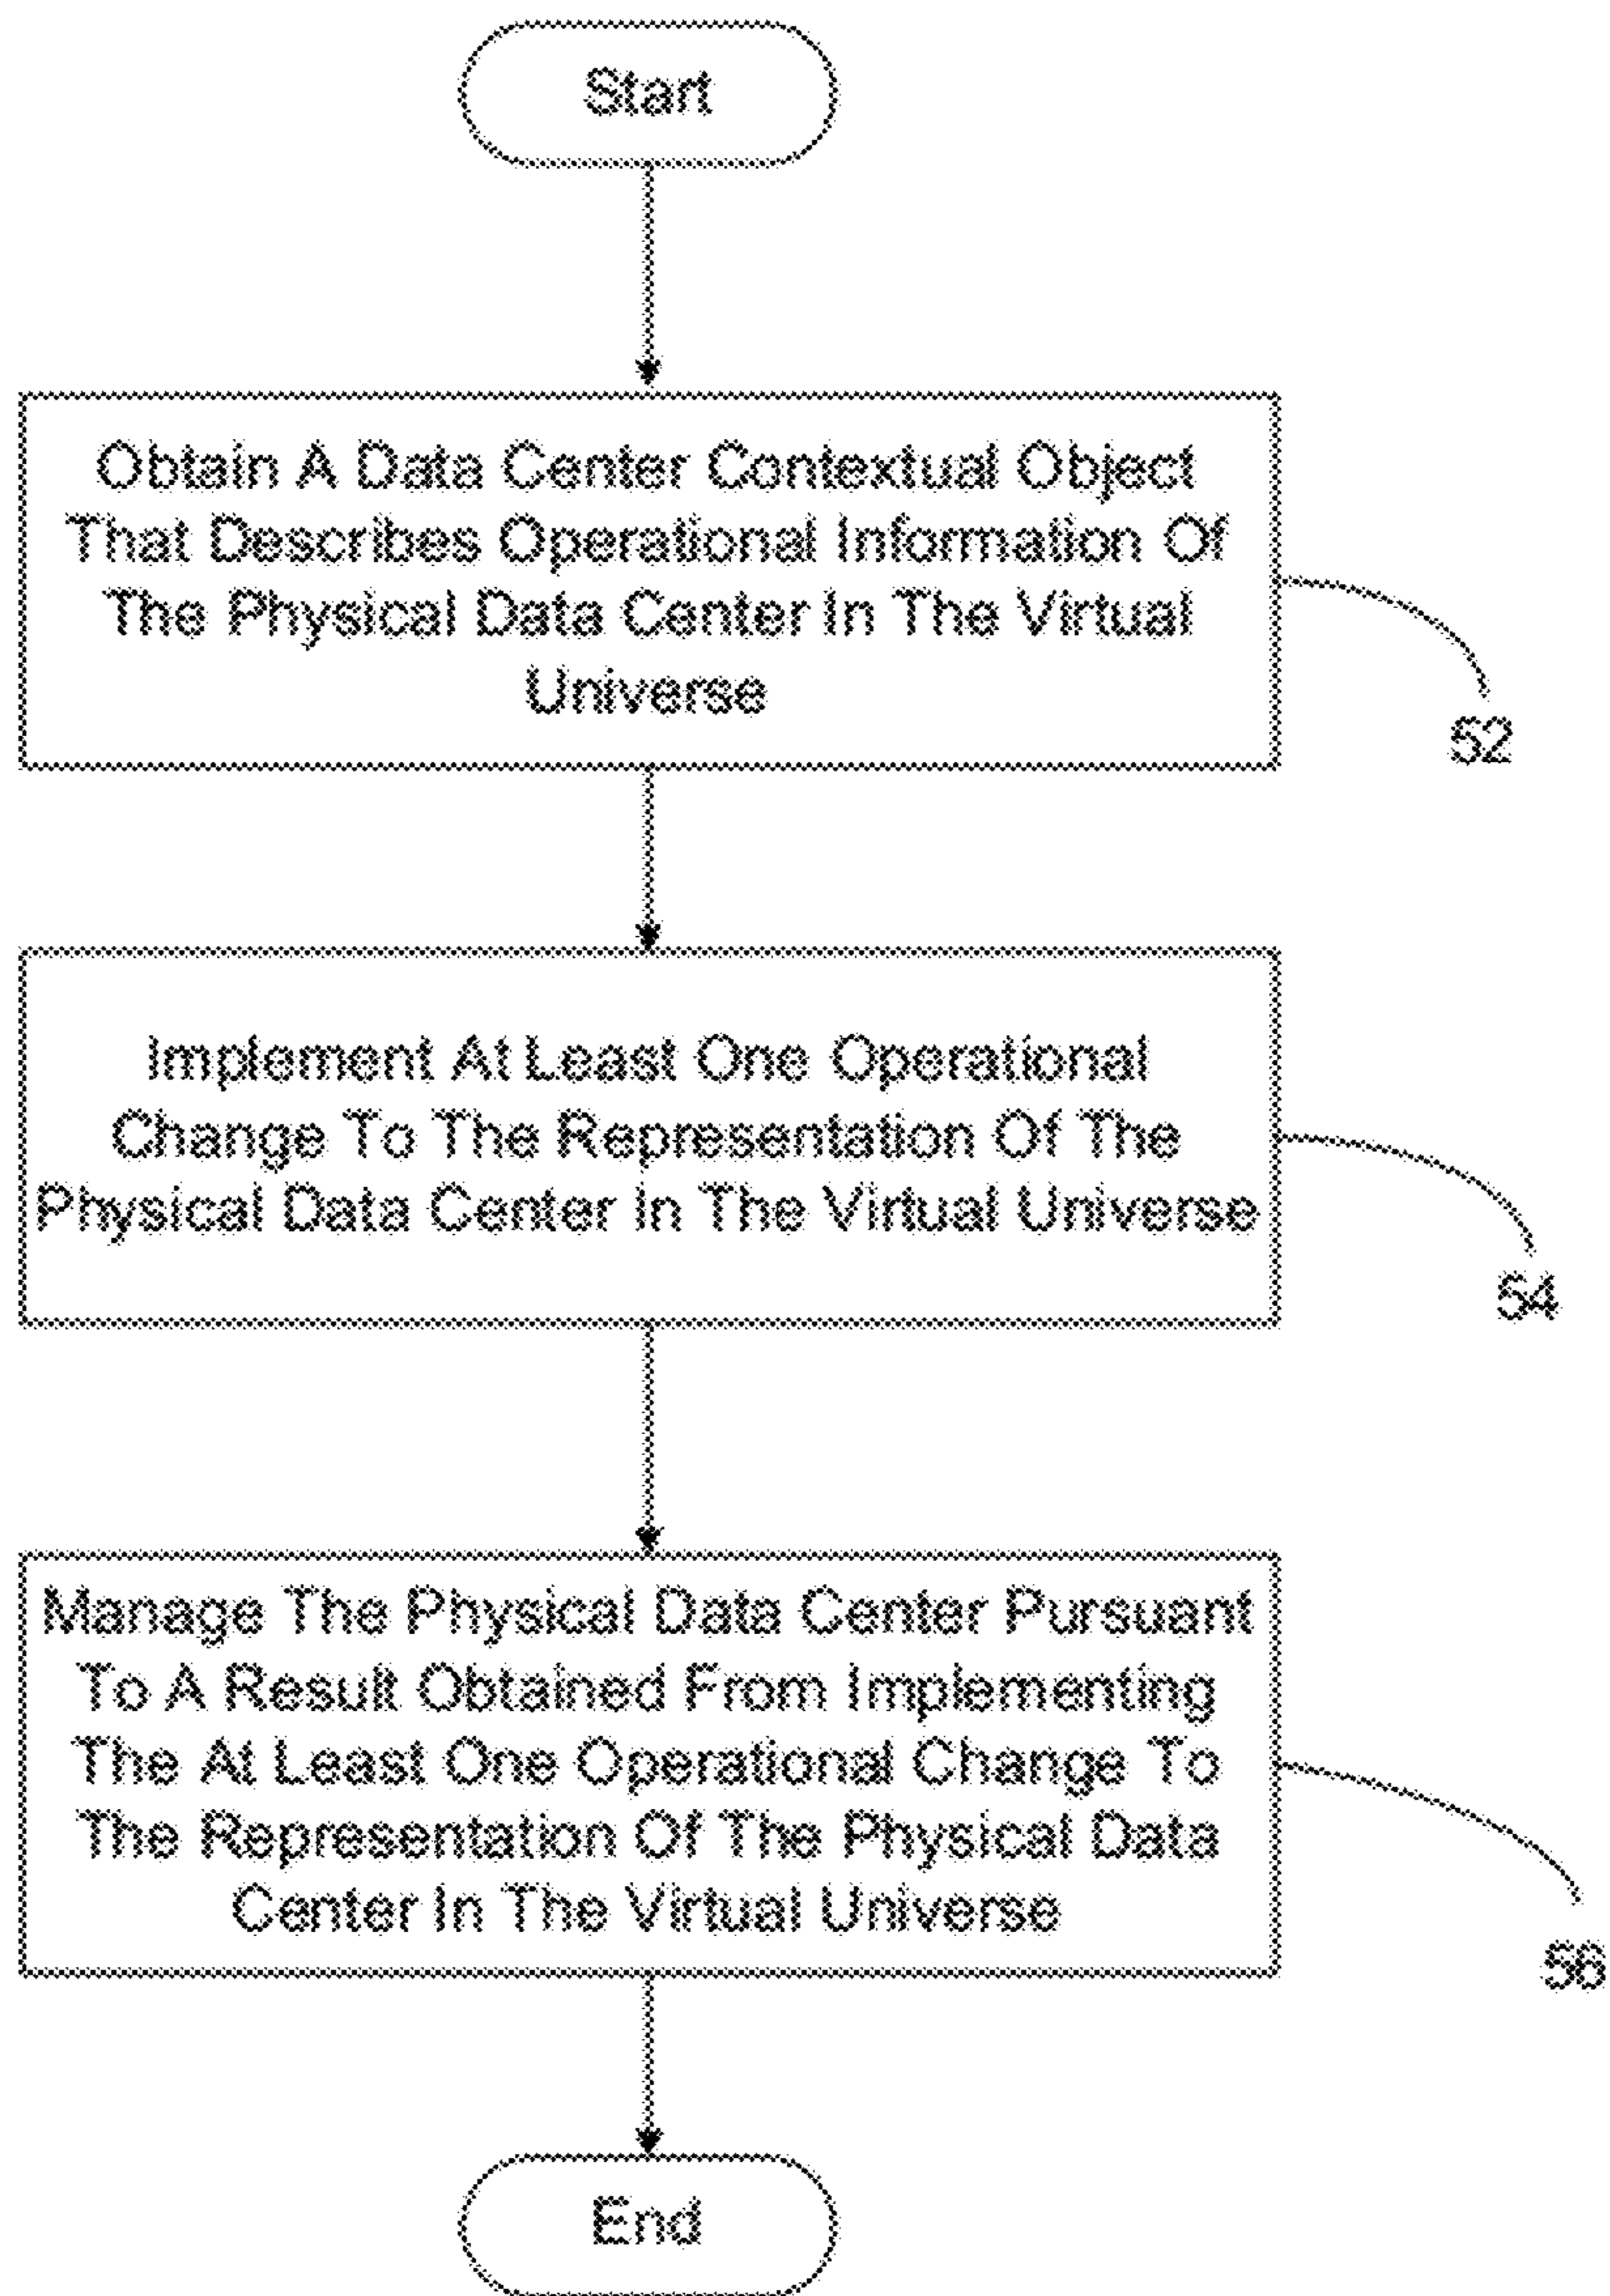 Start
Obtain A Data Center Contextual Object
That Describes Operational Information Of
The Physical Data Center In The Virtual
Universe
52
Implement At Least One Operational
Change To The Representation Of The
Physical Data Center In The Virtual Universe
54
Manage The Physical Data Center Pursuant
To A Result Obtained From Implementing
The At Least One Operational Change To
The Representation Of The Physical Data
Center In The Virtual Universe
56
End